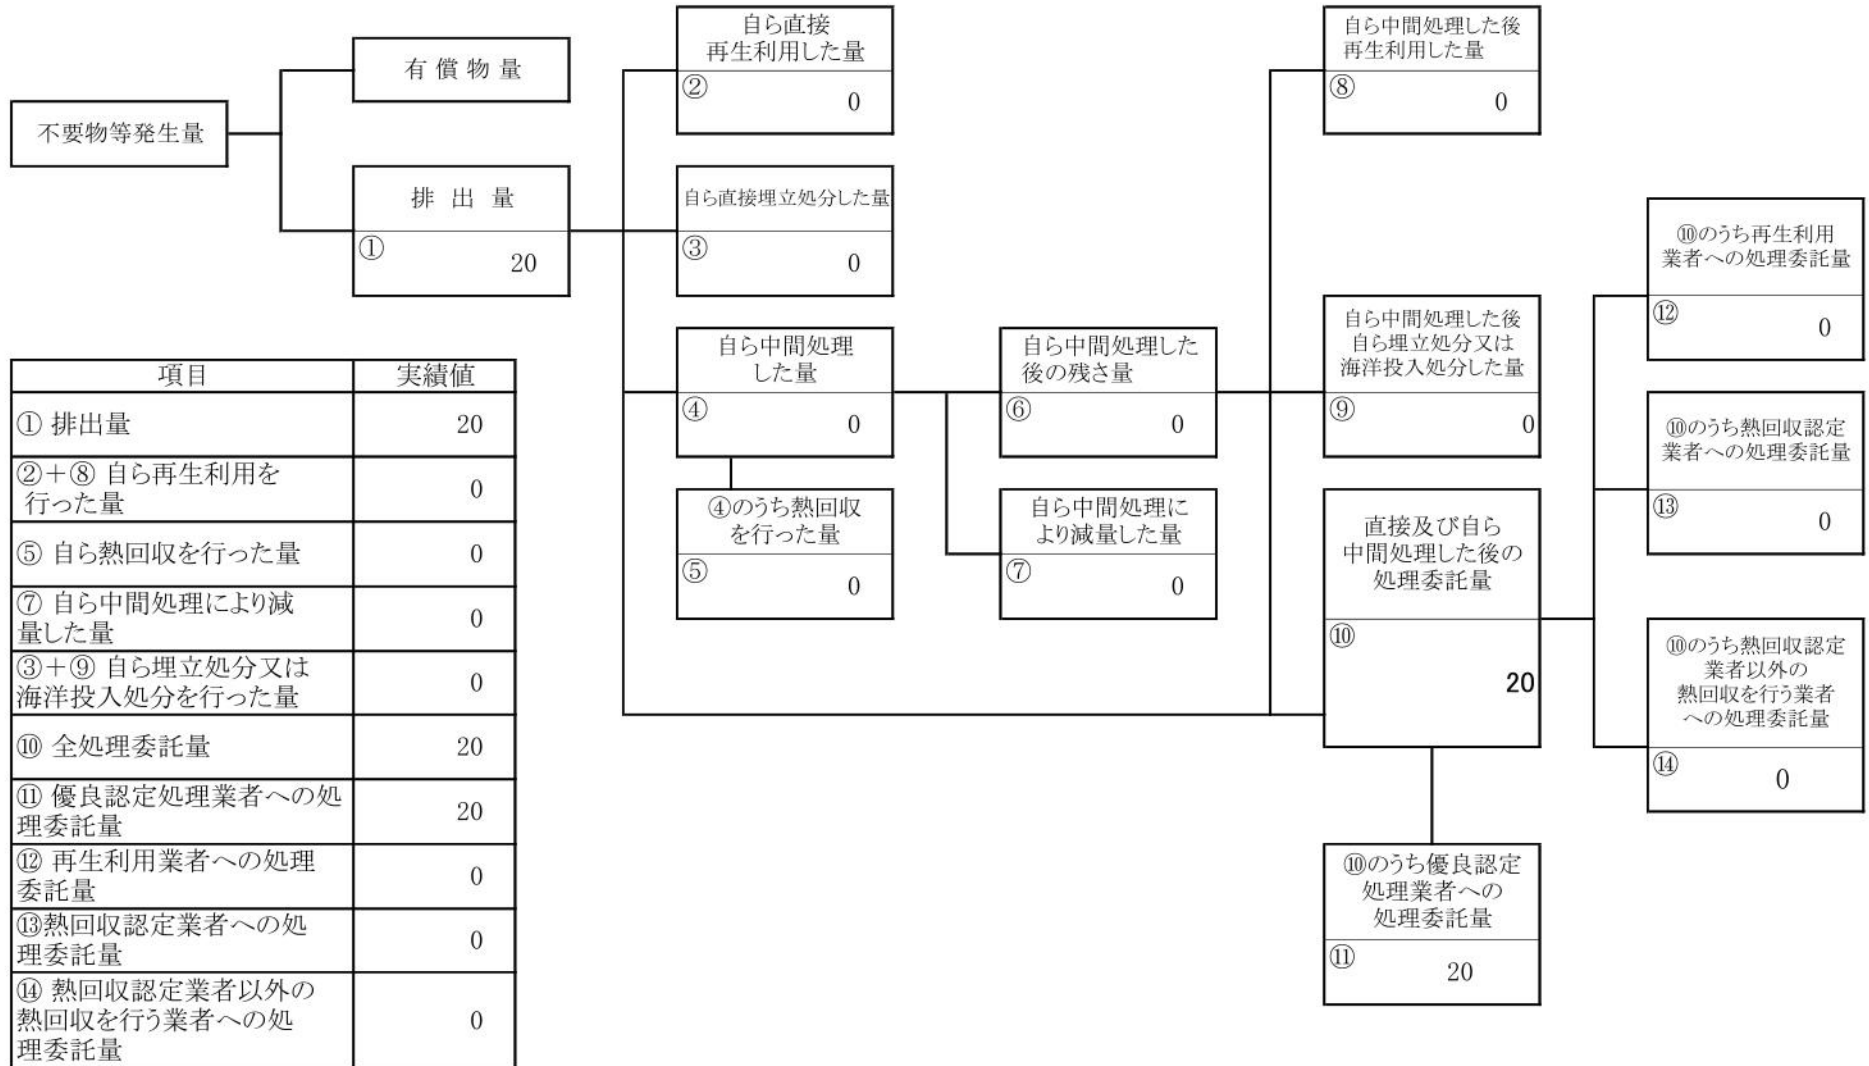 不要物等発生量
有 償 物 量
排 出 量
①
20
自ら直接
再生利用した量
②
0
自ら直接埋立処分した量
③
0
自ら中間処理
した量
④
0
④のうち熱回収
を行った量
⑤
0
自ら中間処理した
後の残さ量
⑥
0
自ら中間処理に
より減量した量
⑦
0
自ら中間処理した後
再生利用した量
⑧
0
自ら中間処理した後
自ら埋立処分又は
海洋投入処分した量
⑨
0
直接及び自ら
中間処理した後の
処理委託量
⑩
20
⑩のうち優良認定
処理業者への
処理委託量
⑪
20
⑩のうち再生利用
業者への処理委託量
⑫
0
⑩のうち熱回収認定
業者への処理委託量
⑬
0
⑩のうち熱回収認定
業者以外の
熱回収を行う業者
への処理委託量
⑭
0
項目 実績値
① 排出量 20
②＋⑧ 自ら再生利用を
行った量 0
⑤ 自ら熱回収を行った量 0
⑦ 自ら中間処理により減
量した量 0
③＋⑨ 自ら埋立処分又は
海洋投入処分を行った量 0
⑩ 全処理委託量 20
⑪ 優良認定処理業者への処
理委託量 20
⑫ 再生利用業者への処理
委託量 0
⑬熱回収認定業者への処
理委託量 0
⑭ 熱回収認定業者以外の
熱回収を行う業者への処
理委託量 0